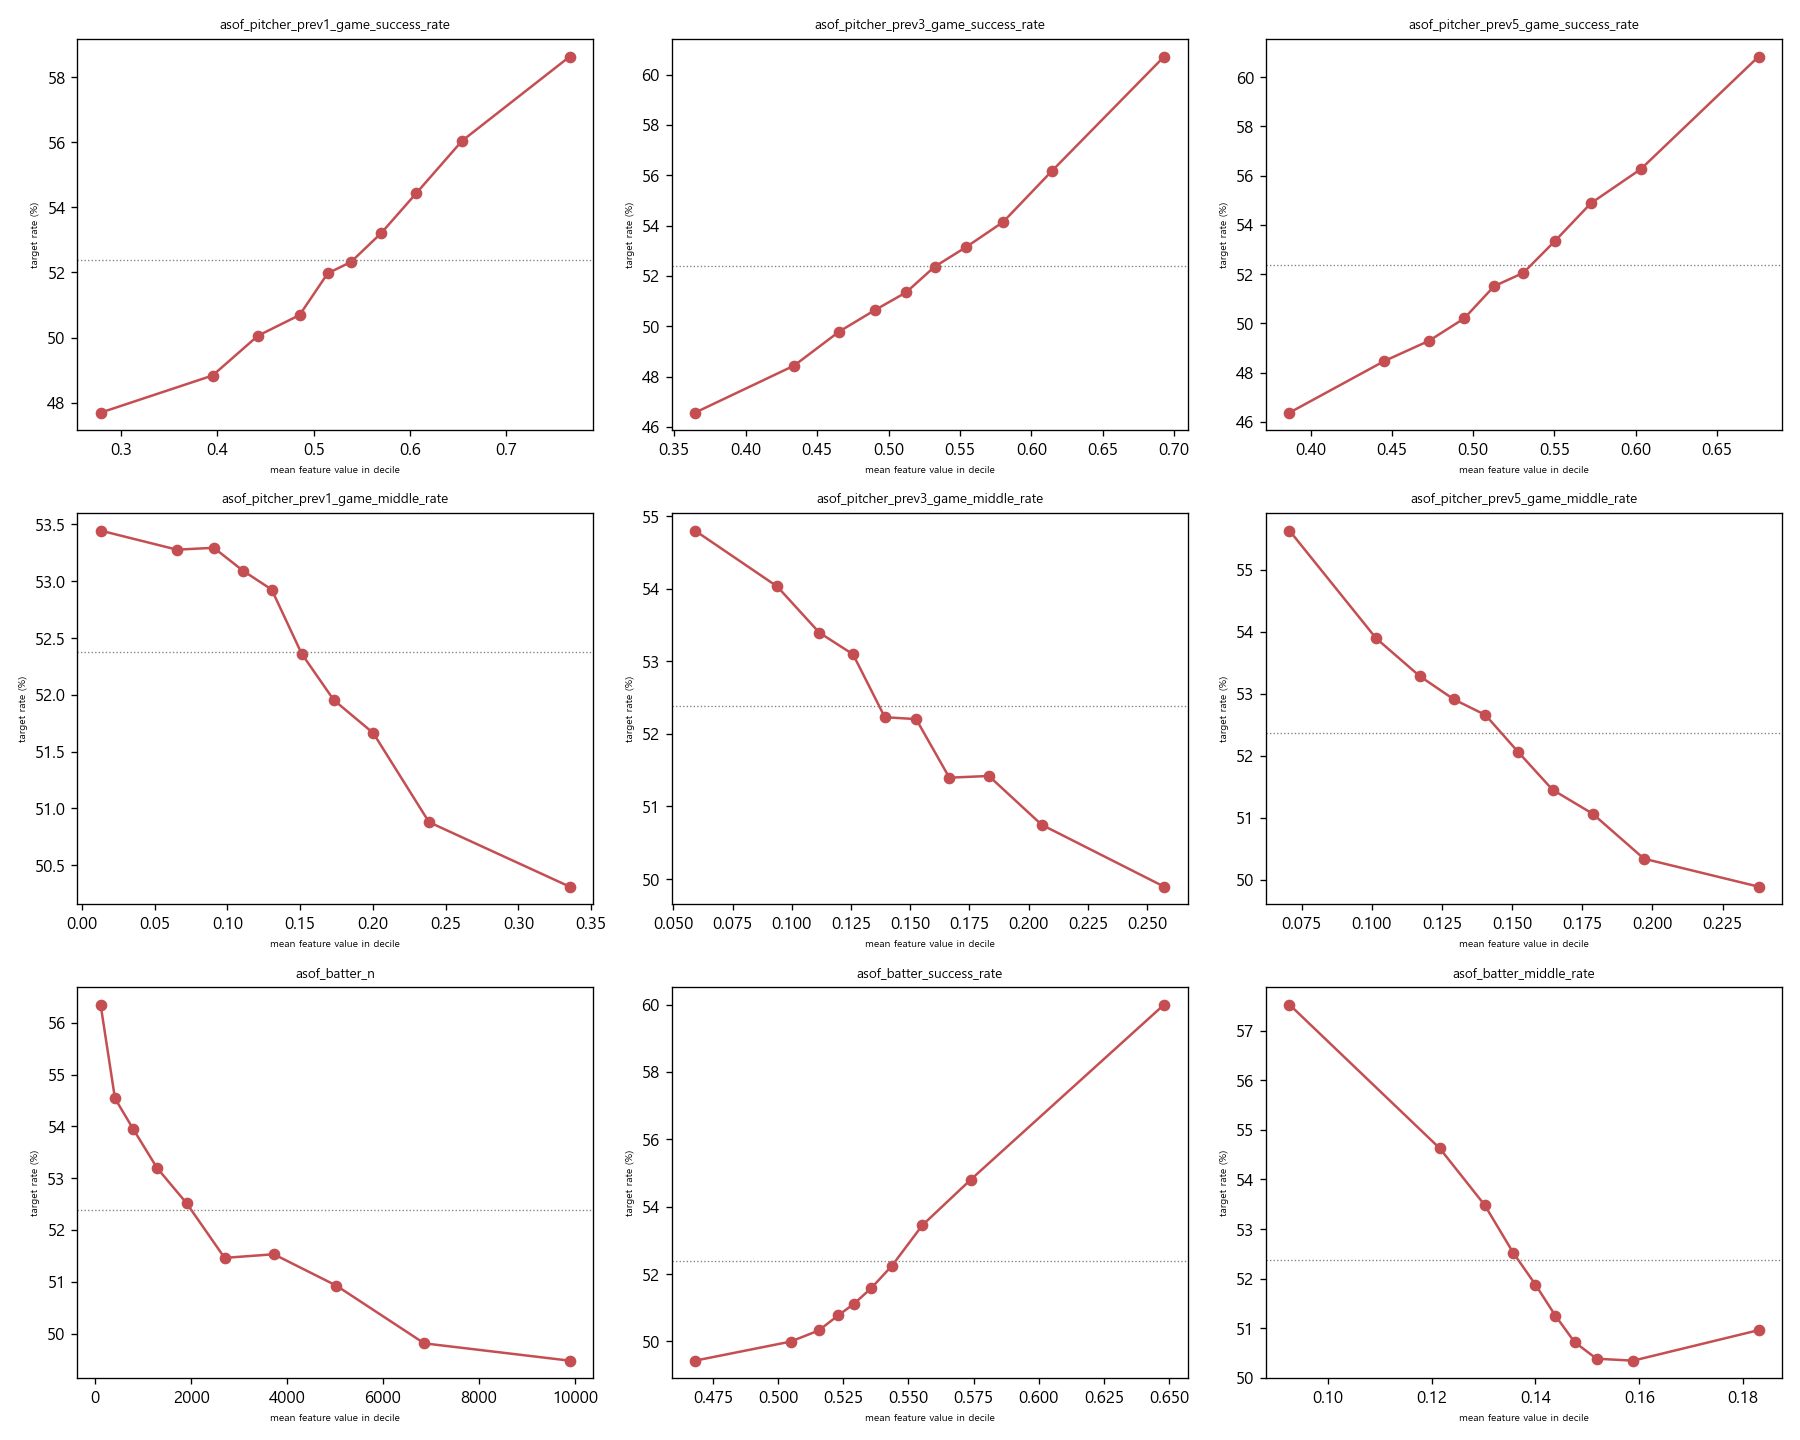 asof_pitcher_prev1_game_success_rate
target rate (%)
58
56
54
52
50
48
0.3 0.4 0.5 0.6 0.7
mean feature value in decile
asof_pitcher_prev3_game_success_rate
target rate (%)
60
58
56
54
52
50
48
46
0.35 0.40 0.45 0.50 0.55 0.60 0.65 0.70
mean feature value in decile
asof_pitcher_prev5_game_success_rate
target rate (%)
60
58
56
54
52
50
48
46
0.40 0.45 0.50 0.55 0.60 0.65
mean feature value in decile
asof_pitcher_prev1_game_middle_rate
target rate (%)
53.5
53.0
52.5
52.0
51.5
51.0
50.5
0.00 0.05 0.10 0.15 0.20 0.25 0.30 0.35
mean feature value in decile
asof_pitcher_prev3_game_middle_rate
target rate (%)
55
54
53
52
51
50
0.050 0.075 0.100 0.125 0.150 0.175 0.200 0.225 0.250
mean feature value in decile
asof_pitcher_prev5_game_middle_rate
target rate (%)
55
54
53
52
51
50
0.075 0.100 0.125 0.150 0.175 0.200 0.225
mean feature value in decile
asof_batter_n
target rate (%)
56
55
54
53
52
51
50
0 2000 4000 6000 8000 10000
mean feature value in decile
asof_batter_success_rate
target rate (%)
60
58
56
54
52
50
0.475 0.500 0.525 0.550 0.575 0.600 0.625 0.650
mean feature value in decile
asof_batter_middle_rate
target rate (%)
57
56
55
54
53
52
51
50
0.10 0.12 0.14 0.16 0.18
mean feature value in decile